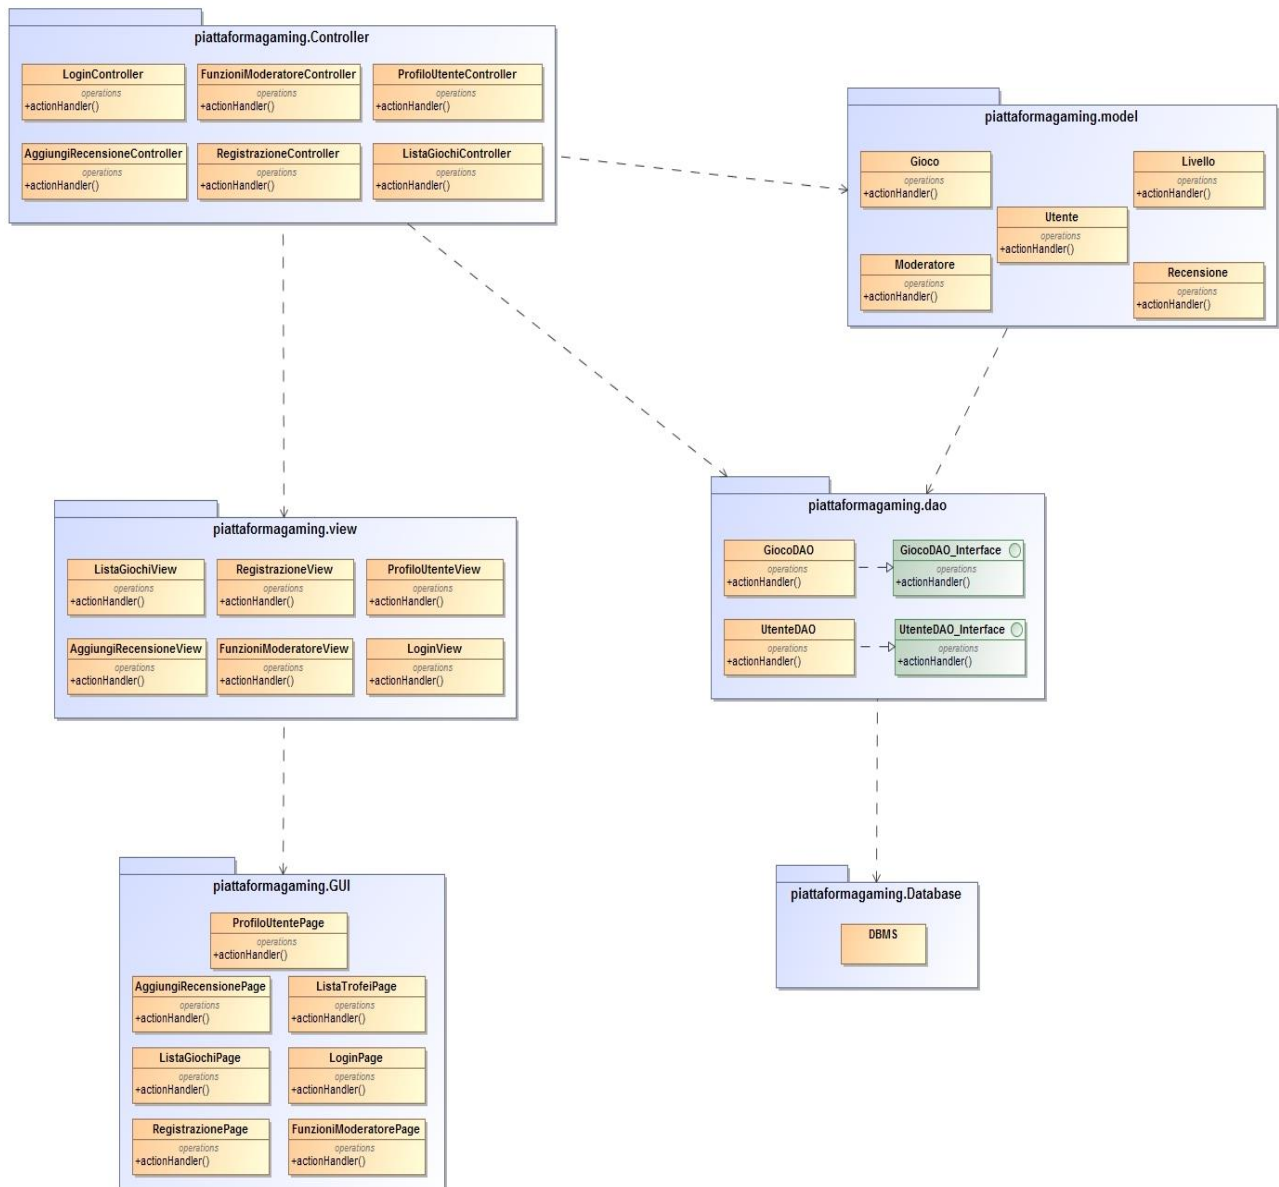 piattaformagaming.Controller
LoginController
operations
+actionHandler()
FunzioniModeratoreController
operations
+actionHandler()
ProfiloUtenteController
operations
+actionHandler()
AggiungiRecensioneController
operations
+actionHandler()
RegistrazioneController
operations
+actionHandler()
ListaGiochiController
operations
+actionHandler()
piattaformagaming.model
Gioco
operations
+actionHandler()
Livello
operations
+actionHandler()
Utente
operations
+actionHandler()
Moderatore
operations
+actionHandler()
Recensione
operations
+actionHandler()
piattaformagaming.view
ListaGiochiView
operations
+actionHandler()
RegistrazioneView
operations
+actionHandler()
ProfiloUtenteView
operations
+actionHandler()
AggiungiRecensioneView
operations
+actionHandler()
FunzioniModeratoreView
operations
+actionHandler()
LoginView
operations
+actionHandler()
piattaformagaming.dao
GiocoDAO
operations
+actionHandler()
GiocoDAO_Interface
operations
+actionHandler()
UtenteDAO
operations
+actionHandler()
UtenteDAO_Interface
operations
+actionHandler()
piattaformagaming.GUI
ProfiloUtentePage
operations
+actionHandler()
AggiungiRecensionePage
operations
+actionHandler()
ListaTrofeiPage
operations
+actionHandler()
ListaGiochiPage
operations
+actionHandler()
LoginPage
operations
+actionHandler()
RegistrazionePage
operations
+actionHandler()
FunzioniModeratorePage
operations
+actionHandler()
piattaformagaming.Database
DBMS